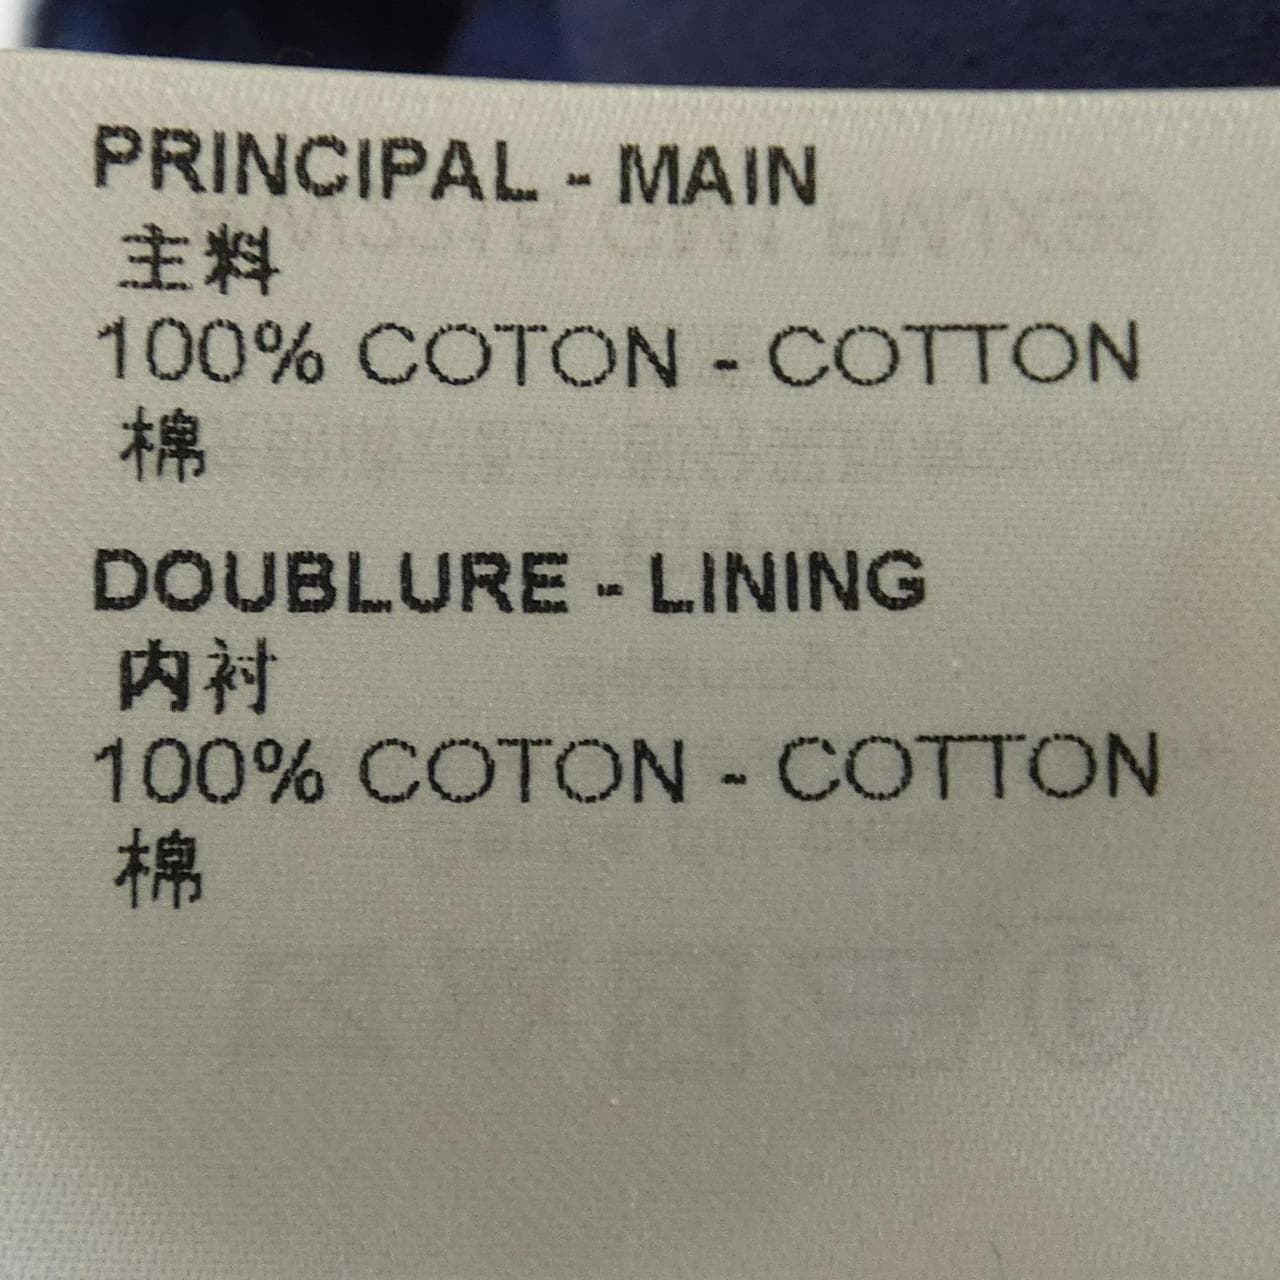 PRINCIPAL - MAIN
主料
100% COTON - COTTON
棉
DOUBLURE - LINING
内衬
100% COTON - COTTON
棉